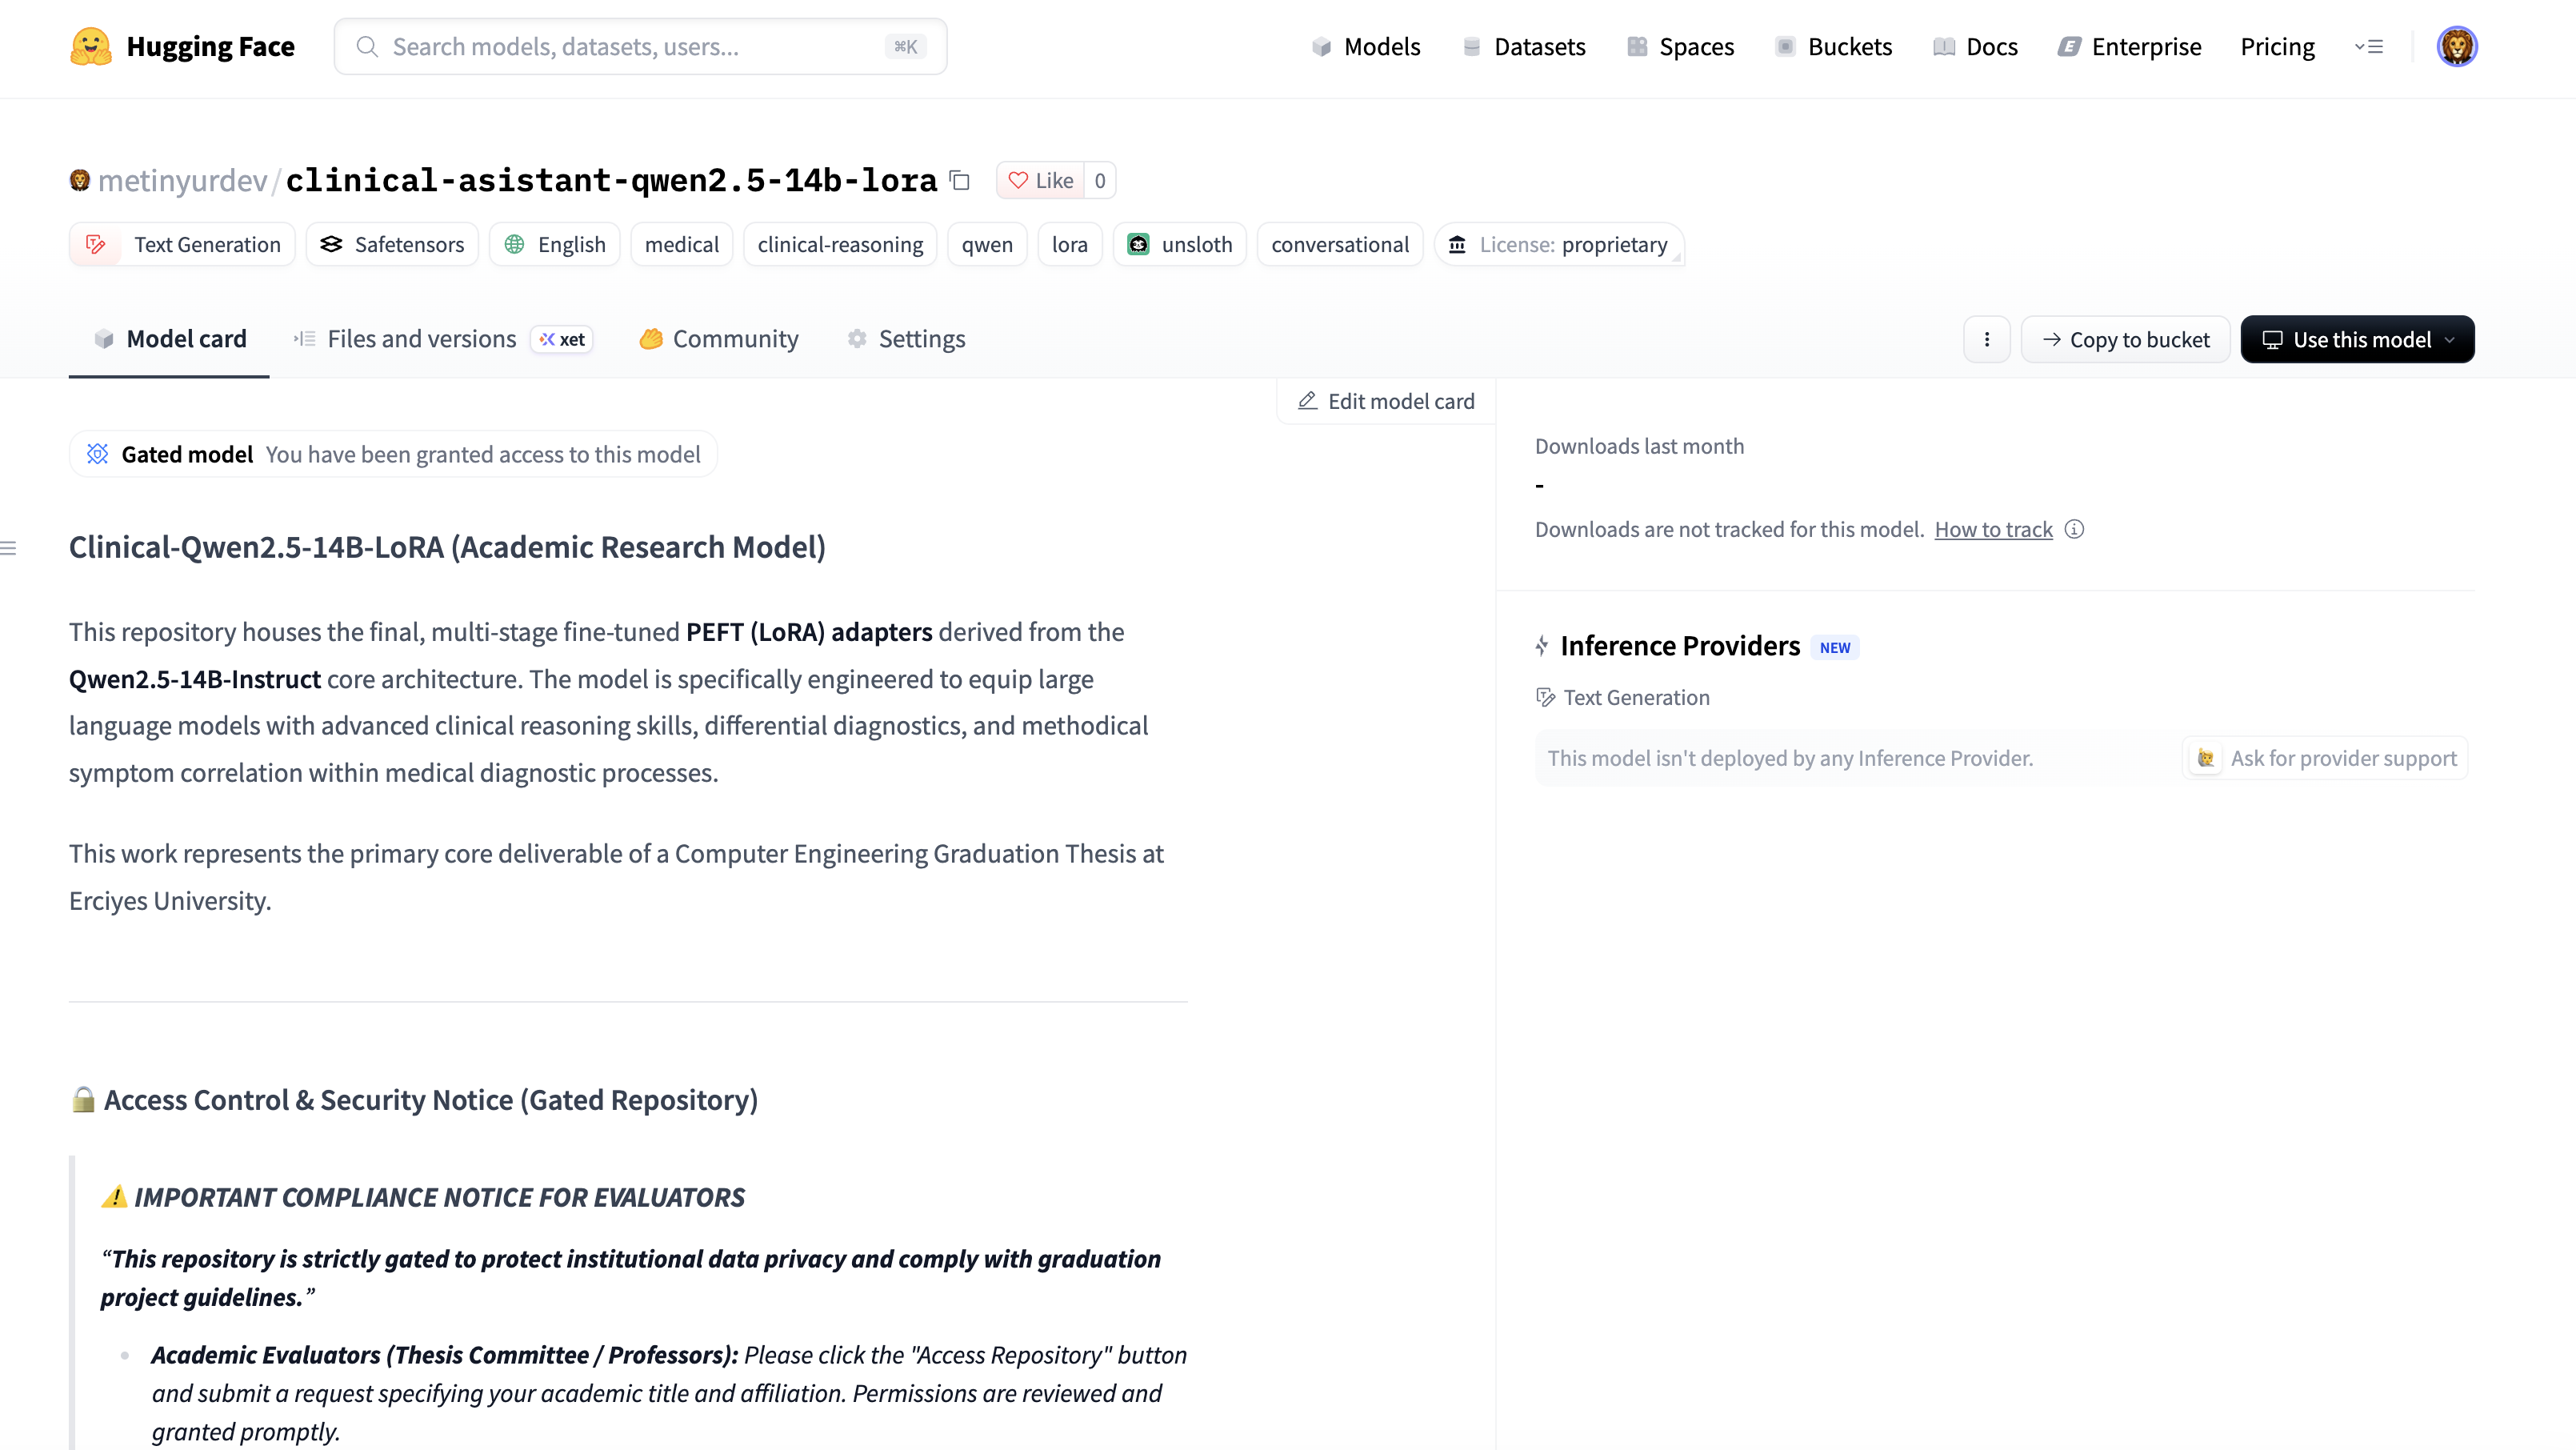 Hugging Face
Search models, datasets, users...
⌘K
Models
Datasets
Spaces
Buckets
Docs
Enterprise
Pricing
metinyurdev/clinical-asistant-qwen2.5-14b-lora
Like
0
Text Generation
Safetensors
English
medical
clinical-reasoning
qwen
lora
unsloth
conversational
License: proprietary
Model card
Files and versions
xet
Community
Settings
Copy to bucket
Use this model
Edit model card
Gated model You have been granted access to this model
Clinical-Qwen2.5-14B-LoRA (Academic Research Model)
This repository houses the final, multi-stage fine-tuned PEFT (LoRA) adapters derived from the
Qwen2.5-14B-Instruct core architecture. The model is specifically engineered to equip large
language models with advanced clinical reasoning skills, differential diagnostics, and methodical
symptom correlation within medical diagnostic processes.
This work represents the primary core deliverable of a Computer Engineering Graduation Thesis at
Erciyes University.
🔒 Access Control & Security Notice (Gated Repository)
⚠️ IMPORTANT COMPLIANCE NOTICE FOR EVALUATORS
“This repository is strictly gated to protect institutional data privacy and comply with graduation
project guidelines.”
• Academic Evaluators (Thesis Committee / Professors): Please click the "Access Repository" button
and submit a request specifying your academic title and affiliation. Permissions are reviewed and
granted promptly.
Downloads last month
-
Downloads are not tracked for this model. How to track
Inference Providers NEW
Text Generation
This model isn't deployed by any Inference Provider.
Ask for provider support